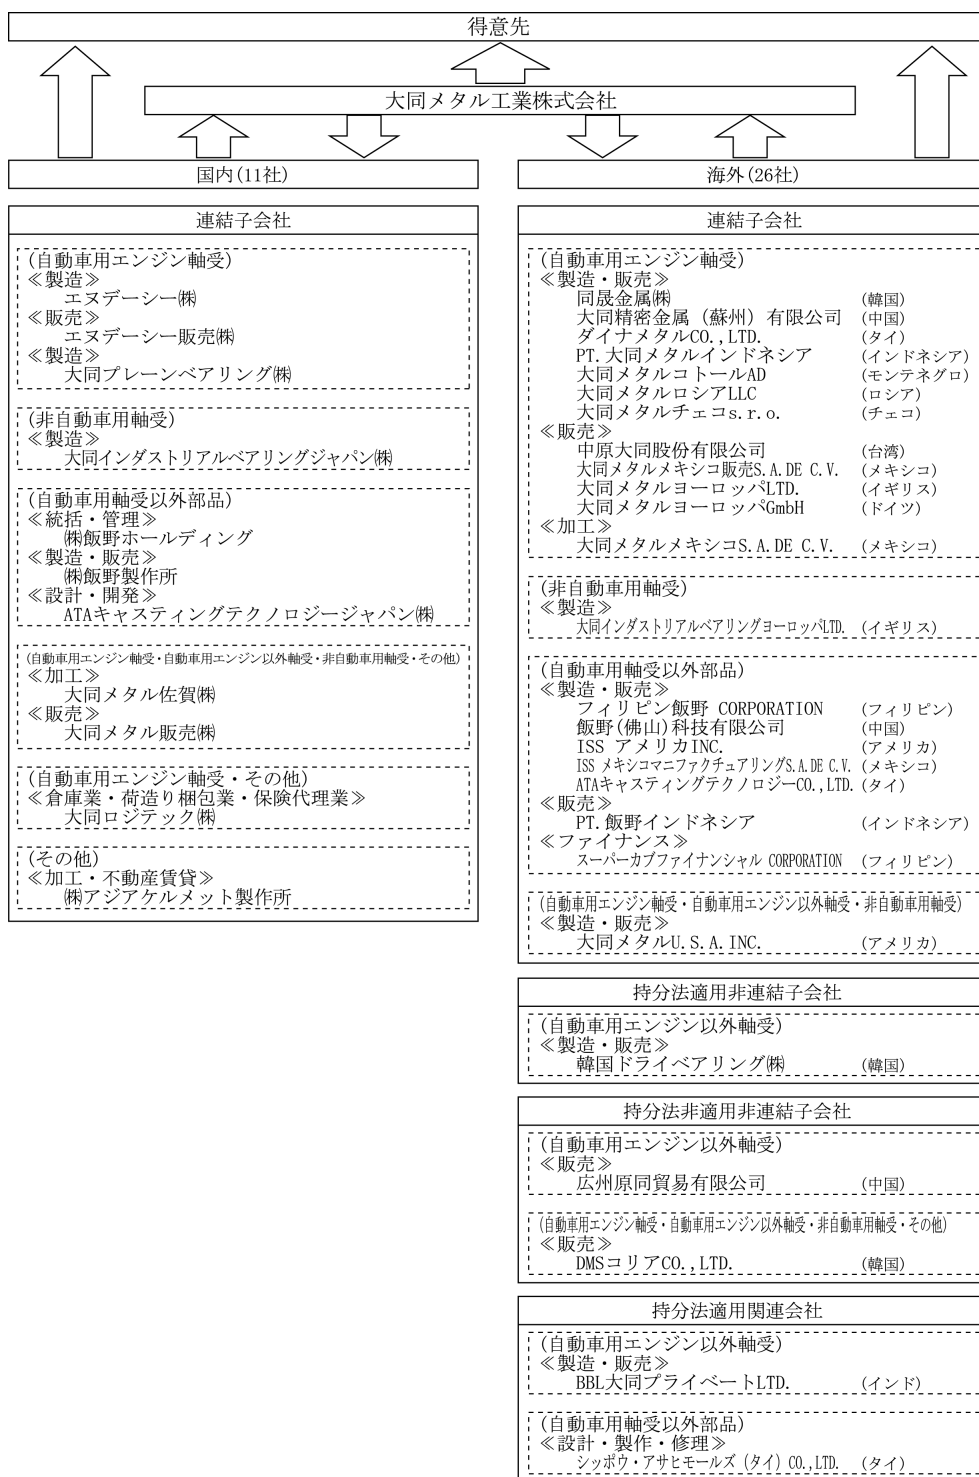 得意先
大同メタル工業株式会社
国内(11社)
連結子会社
(自動車用エンジン軸受)
≪製造≫
エヌデーシー㈱
≪販売≫
エヌデーシー販売㈱
≪製造≫
大同プレーンベアリング㈱
(非自動車用軸受)
≪製造≫
大同インダストリアルベアリングジャパン㈱
(自動車用軸受以外部品)
≪統括・管理≫
㈱飯野ホールディング
≪製造・販売≫
㈱飯野製作所
≪設計・開発≫
ATAキャスティングテクノロジージャパン㈱
(自動車用エンジン軸受・自動車用エンジン以外軸受・非自動車用軸受・その他)
≪加工≫
大同メタル佐賀㈱
≪販売≫
大同メタル販売㈱
(自動車用エンジン軸受・その他)
≪倉庫業・荷造り梱包業・保険代理業≫
大同ロジテック㈱
(その他)
≪加工・不動産賃貸≫
㈱アジアケルメット製作所
海外(26社)
連結子会社
(自動車用エンジン軸受)
≪製造・販売≫
同晟金属㈱ (韓国)
大同精密金属（蘇州）有限公司 (中国)
ダイナメタルCO.,LTD. (タイ)
PT.大同メタルインドネシア (インドネシア)
大同メタルコトールAD (モンテネグロ)
大同メタルロシアLLC (ロシア)
大同メタルチェコs.r.o. (チェコ)
≪販売≫
中原大同股份有限公司 (台湾)
大同メタルメキシコ販売S.A.DE C.V. (メキシコ)
大同メタルヨーロッパLTD. (イギリス)
大同メタルヨーロッパGmbH (ドイツ)
≪加工≫
大同メタルメキシコS.A.DE C.V. (メキシコ)
(非自動車用軸受)
≪製造≫
大同インダストリアルベアリングヨーロッパLTD. (イギリス)
(自動車用軸受以外部品)
≪製造・販売≫
フィリピン飯野 CORPORATION (フィリピン)
飯野(佛山)科技有限公司 (中国)
ISS アメリカINC. (アメリカ)
ISS メキシコマニファクチュアリングS.A.DE C.V. (メキシコ)
ATAキャスティングテクノロジーCO.,LTD. (タイ)
≪販売≫
PT.飯野インドネシア (インドネシア)
≪ファイナンス≫
スーパーカブファイナンシャル CORPORATION (フィリピン)
(自動車用エンジン軸受・自動車用エンジン以外軸受・非自動車用軸受)
≪製造・販売≫
大同メタルU.S.A.INC. (アメリカ)
持分法適用非連結子会社
(自動車用エンジン以外軸受)
≪製造・販売≫
韓国ドライベアリング㈱ (韓国)
持分法非適用非連結子会社
(自動車用エンジン以外軸受)
≪販売≫
広州原同貿易有限公司 (中国)
(自動車用エンジン軸受・自動車用エンジン以外軸受・非自動車用軸受・その他)
≪販売≫
DMSコリアCO.,LTD. (韓国)
持分法適用関連会社
(自動車用エンジン以外軸受)
≪製造・販売≫
BBL大同プライベートLTD. (インド)
(自動車用軸受以外部品)
≪設計・製作・修理≫
シッポウ・アサヒモールズ（タイ）CO.,LTD. (タイ)